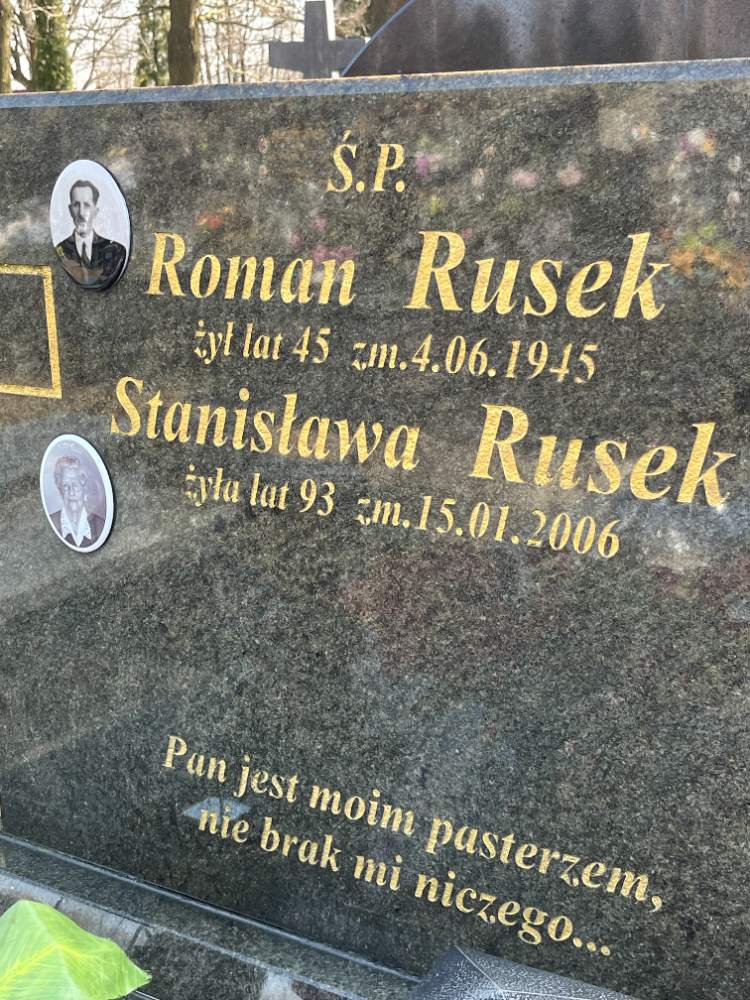 Ś.P.
Roman Rusek
żył lat 45 zm.4.06.1945
Stanisława Rusek
żyła lat 93 zm.15.01.2006
Pan jest moim pasterzem,
nie brak mi niczego...